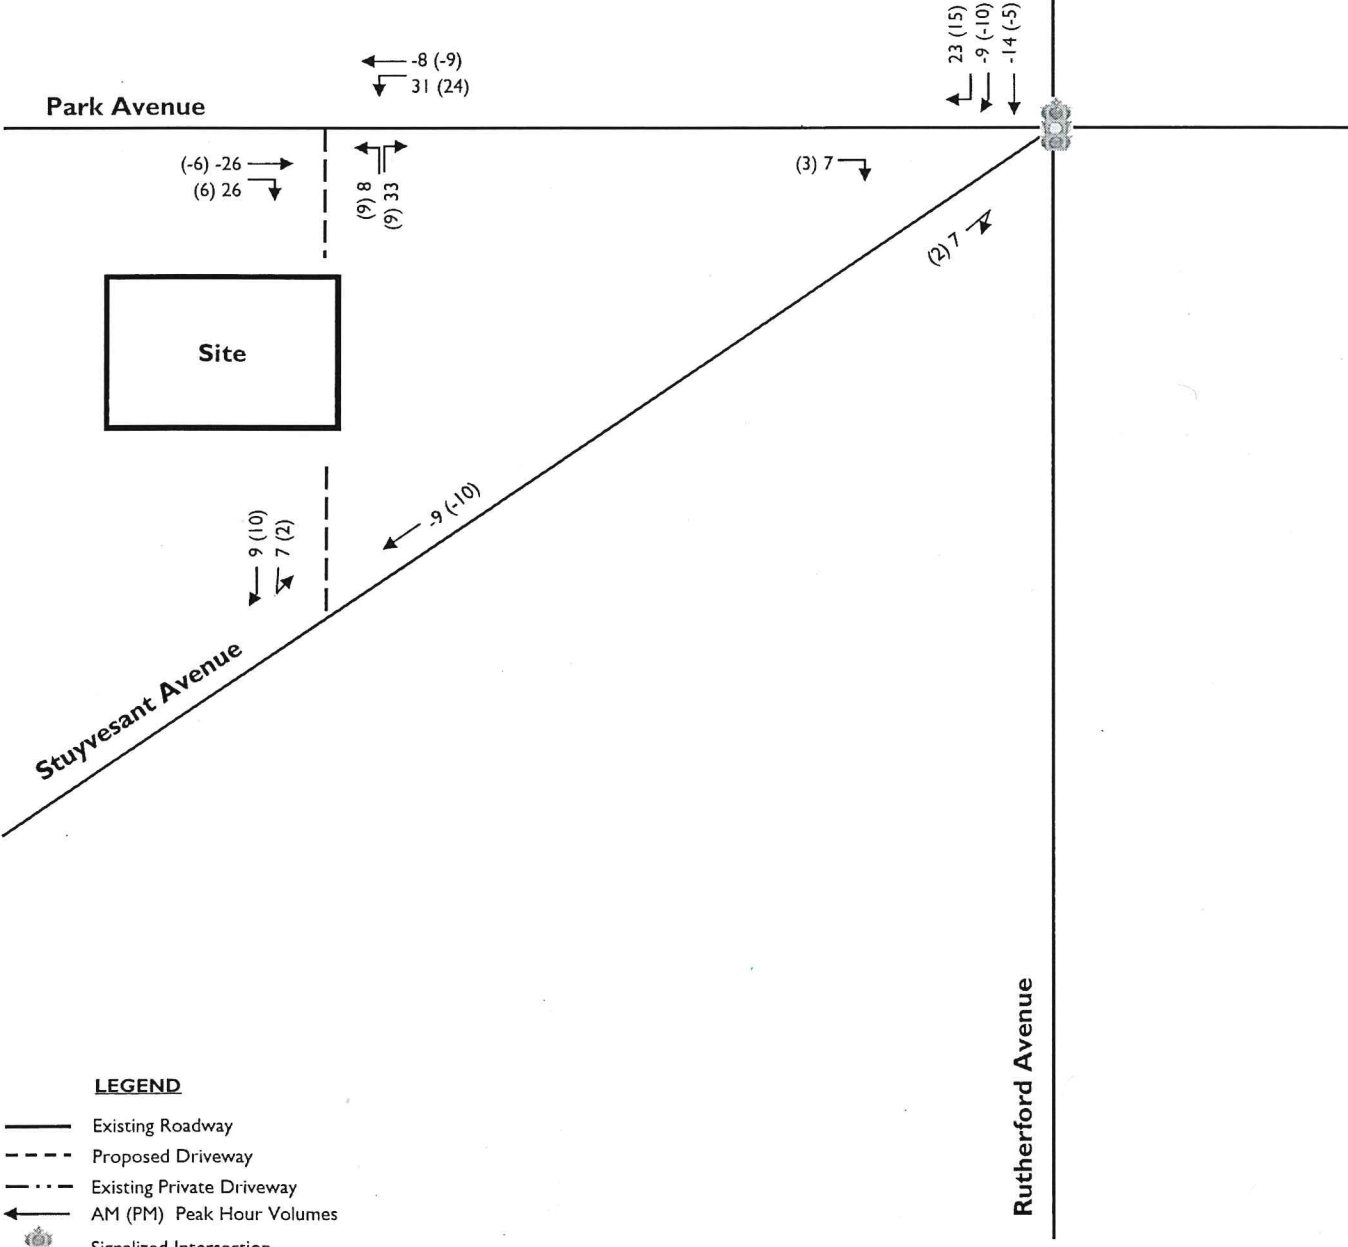 23 (15)
-9 (-10)
-14 (-5)
-8 (-9)
31 (24)
Park Avenue
(-6) -26
(6) 26
(9) 8
(9) 33
(3) 7
(2) 7
Site
-9 (-10)
9 (10)
7 (2)
Stuyvesant Avenue
Rutherford Avenue
LEGEND
Existing Roadway
Proposed Driveway
Existing Private Driveway
AM (PM) Peak Hour Volumes
Signalized Intersection